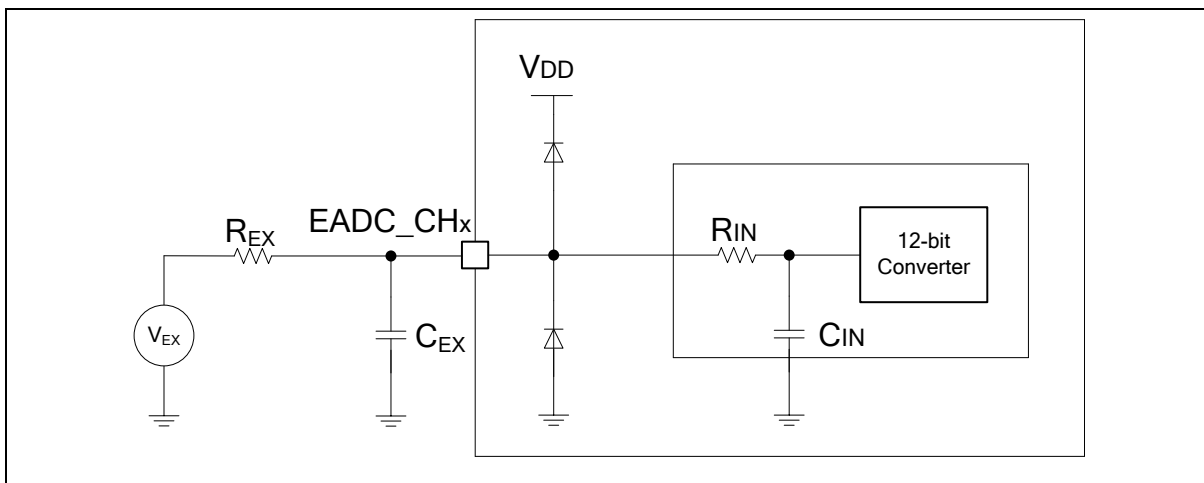 VDD
EADC_CHx
REX
RIN
12-bit
Converter
VEX
CEX
CIN